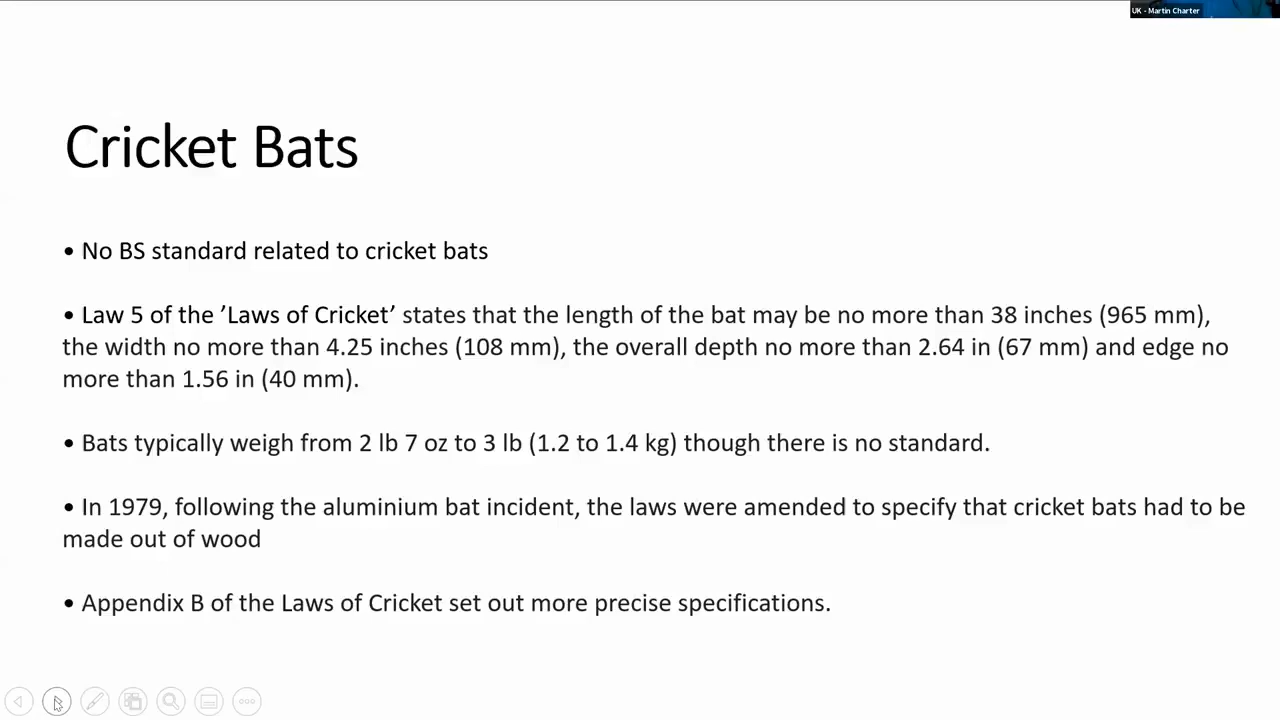 UK - Martin Charter
Cricket Bats
• No BS standard related to cricket bats
• Law 5 of the ’Laws of Cricket’ states that the length of the bat may be no more than 38 inches (965 mm),
the width no more than 4.25 inches (108 mm), the overall depth no more than 2.64 in (67 mm) and edge no
more than 1.56 in (40 mm).
• Bats typically weigh from 2 lb 7 oz to 3 lb (1.2 to 1.4 kg) though there is no standard.
• In 1979, following the aluminium bat incident, the laws were amended to specify that cricket bats had to be
made out of wood
• Appendix B of the Laws of Cricket set out more precise specifications.